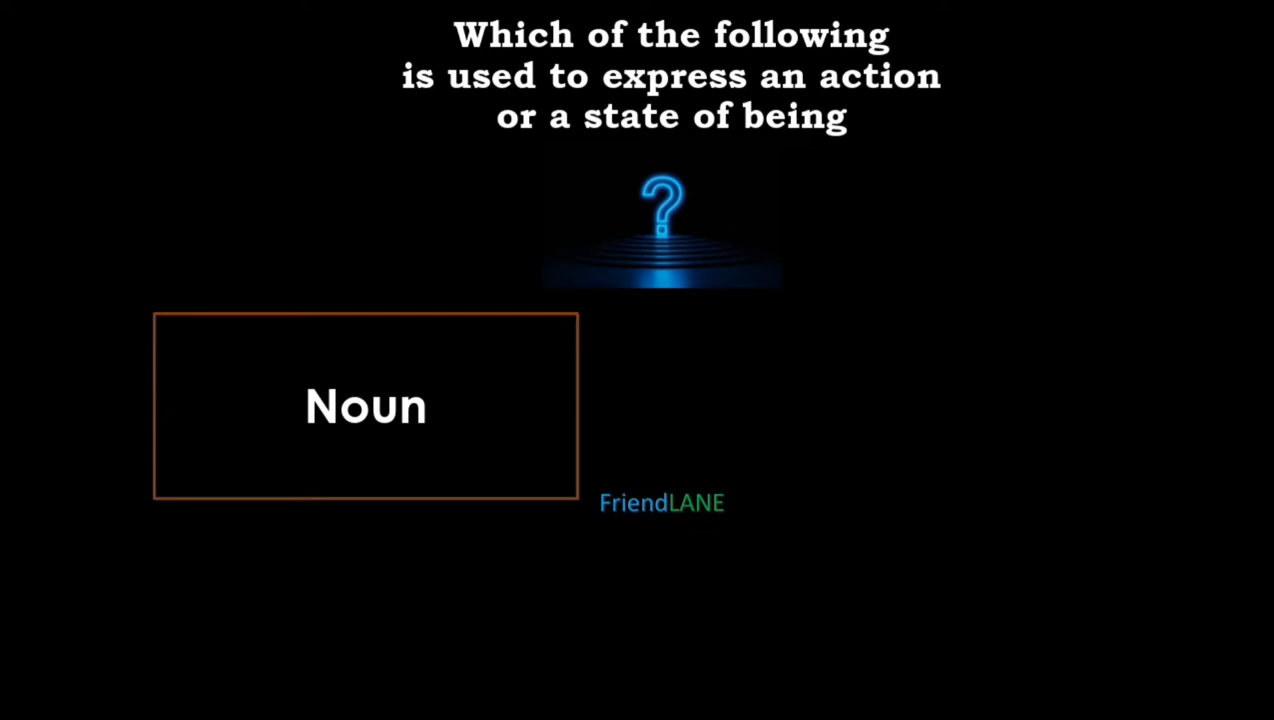 Which of the following
is used to express an action
or a state of being
?
Noun
FriendLANE